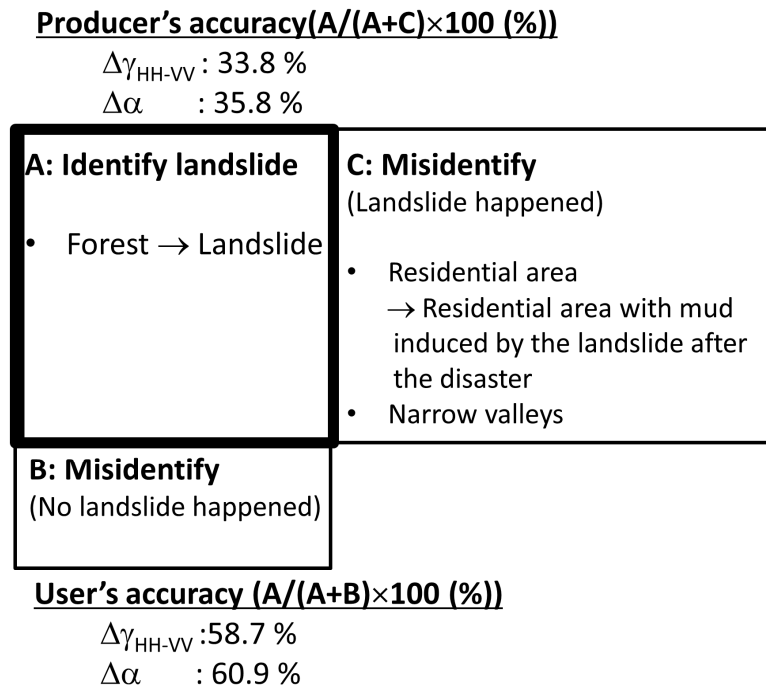 Producer’s accuracy(A/(A+C)×100 (%))
ΔγHH-VV : 33.8 %
Δα : 35.8 %
A: Identify landslide
• Forest → Landslide
C: Misidentify
(Landslide happened)
• Residential area
→ Residential area with mud
induced by the landslide after
the disaster
• Narrow valleys
B: Misidentify
(No landslide happened)
User’s accuracy (A/(A+B)×100 (%))
ΔγHH-VV :58.7 %
Δα : 60.9 %